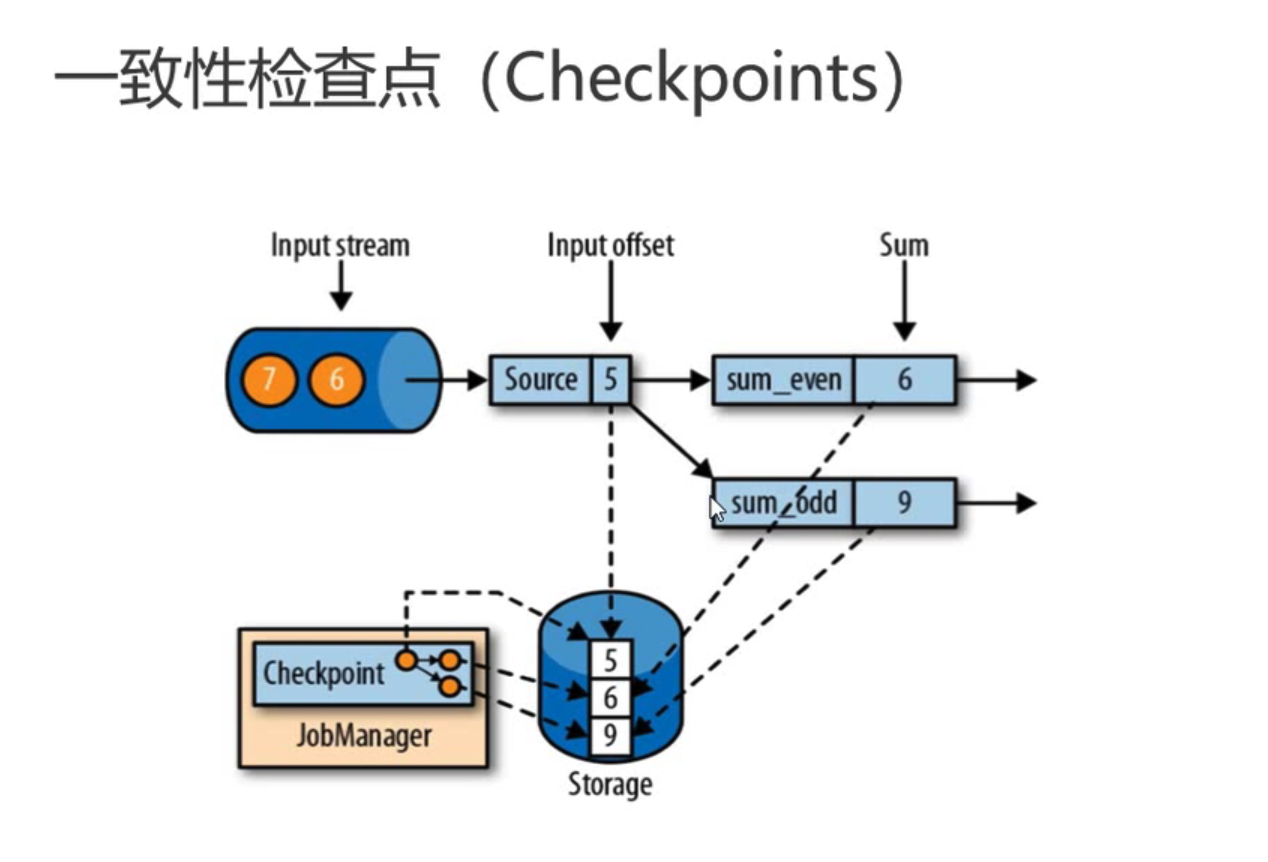 一致性检查点（Checkpoints）
Input stream
Input offset
Sum
7 6
Source 5
sum_even 6
sum_odd 9
Checkpoint
JobManager
5
6
9
Storage